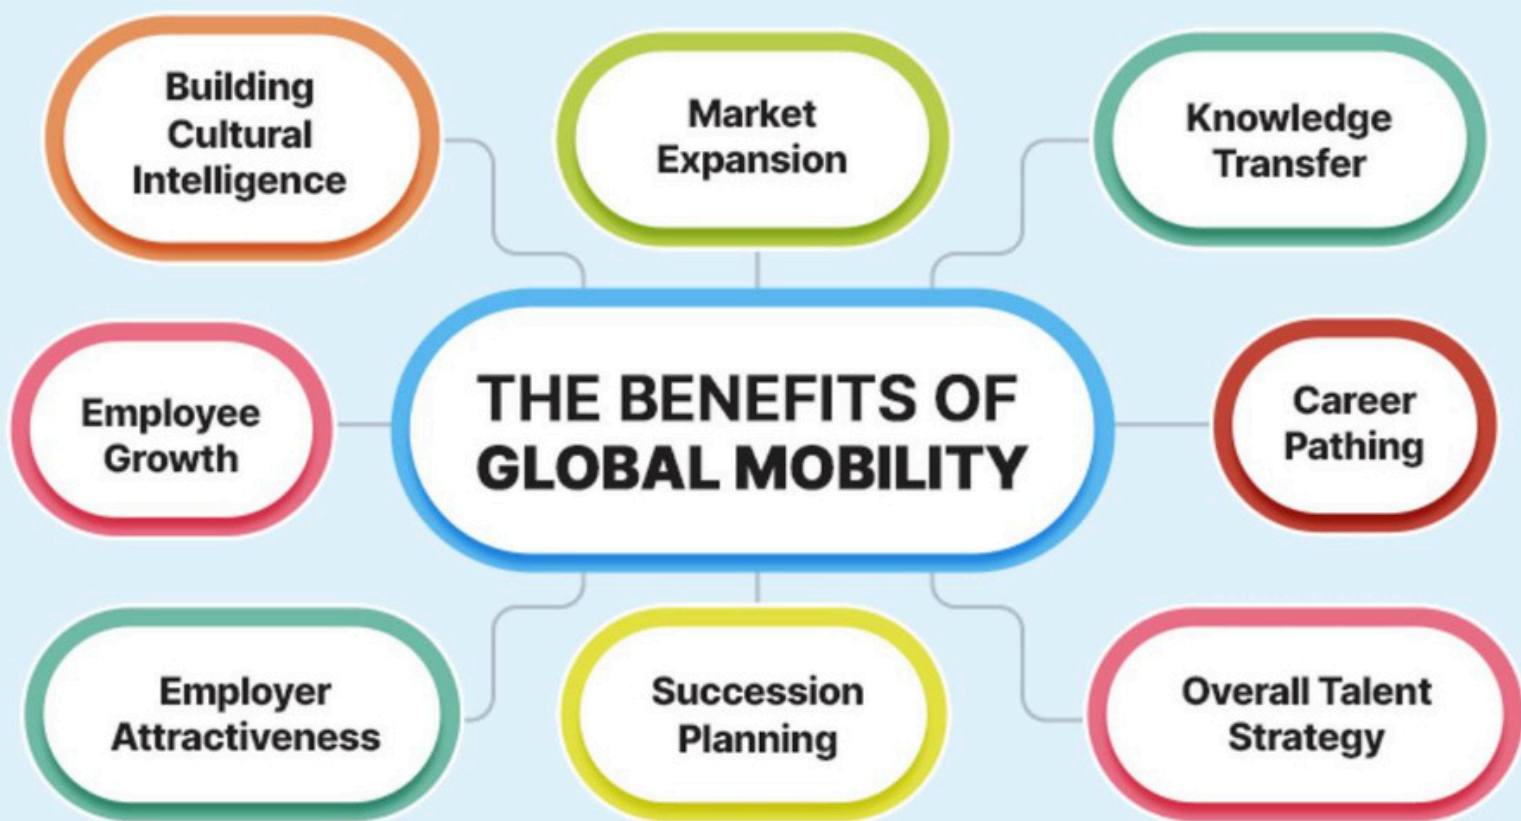 Building
Cultural
Intelligence
Market
Expansion
Knowledge
Transfer
Employee
Growth
THE BENEFITS OF
GLOBAL MOBILITY
Career
Pathing
Employer
Attractiveness
Succession
Planning
Overall Talent
Strategy